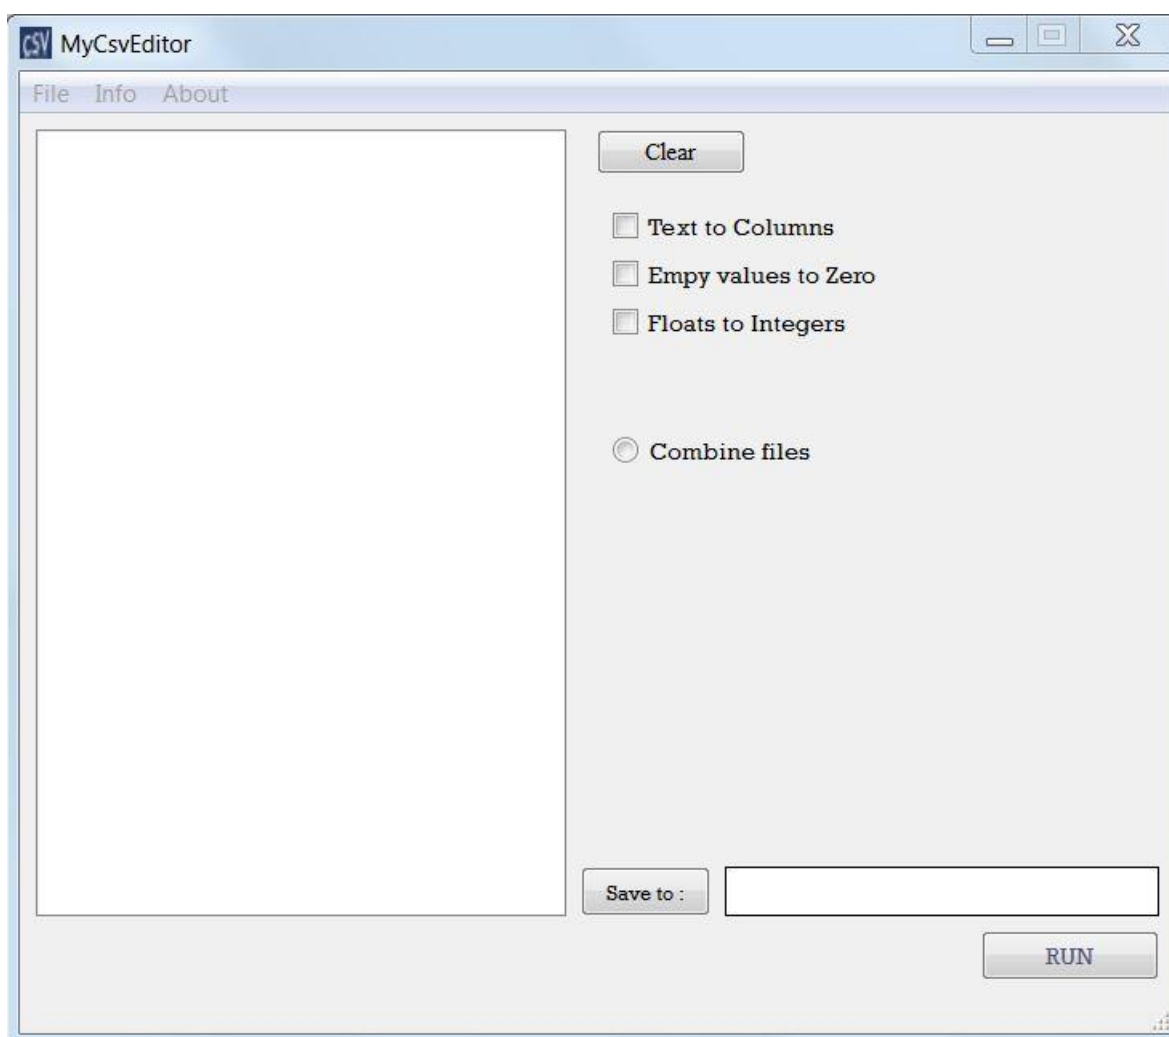 CSV MyCsvEditor
File Info About
Clear
Text to Columns
Empy values to Zero
Floats to Integers
Combine files
Save to :
RUN